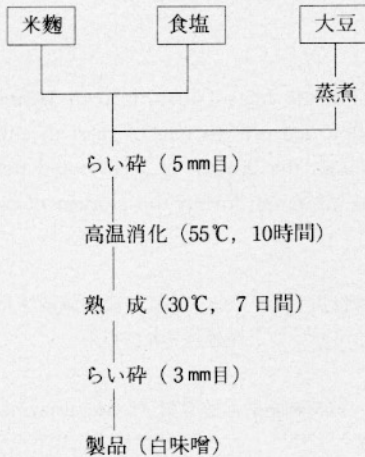 米麹 食塩 大豆
蒸煮
らい砕（5mm目）
高温消化（55℃，10時間）
熟　成（30℃，7日間）
らい砕（3mm目）
製品（白味噌）